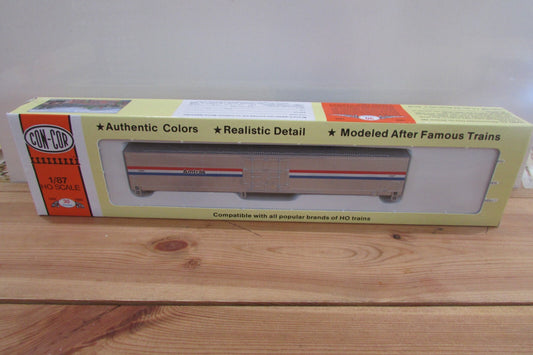 CON-COR
1/87
HO SCALE
30
★Authentic Colors ★Realistic Detail ★Modeled After Famous Trains
Amtrak
Compatible with all popular brands of HO trains